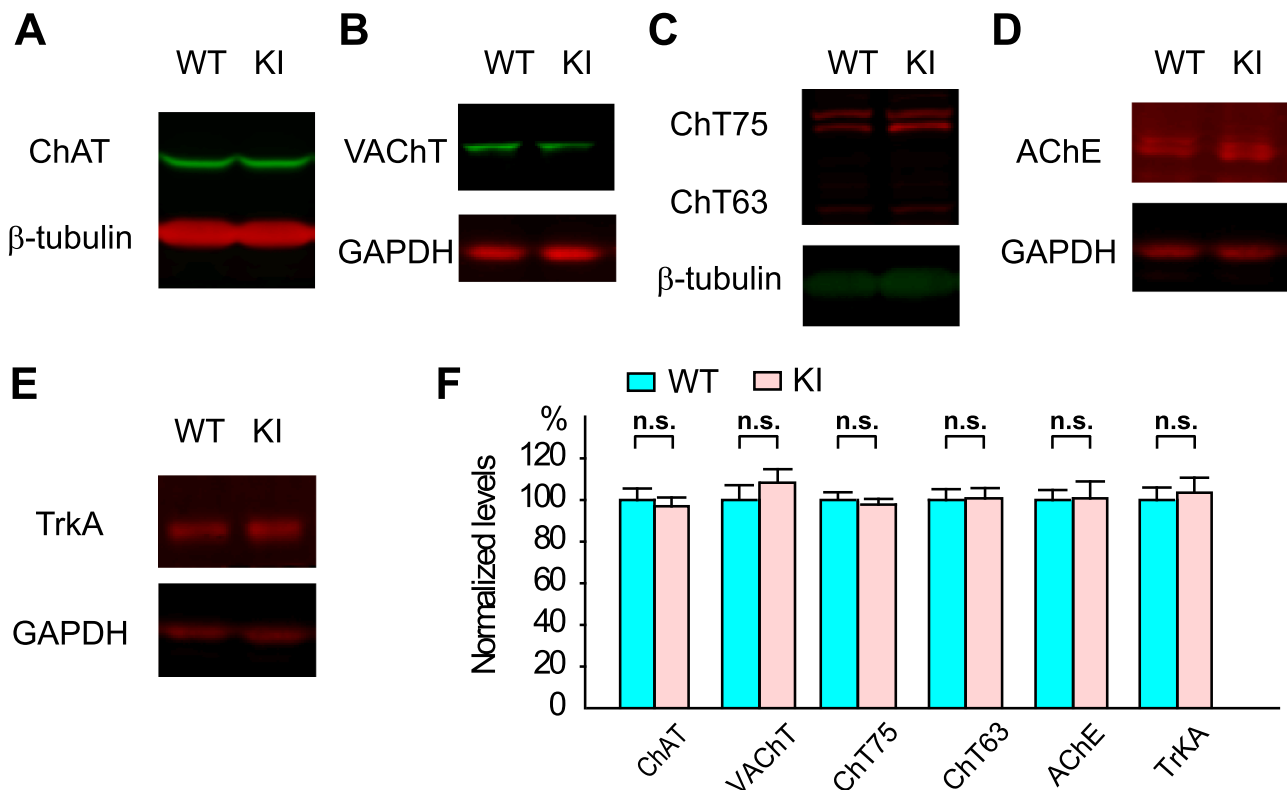 A
WT KI
ChAT
β-tubulin
B
WT KI
VAChT
GAPDH
C
WT KI
ChT75
ChT63
β-tubulin
D
WT KI
AChE
GAPDH
E
WT KI
TrkA
GAPDH
F
WT KI
%
n.s. n.s. n.s. n.s. n.s. n.s.
120
100
80
60
40
20
0
Normalized levels
ChAT VAChT ChT75 ChT63 AChE TrKA